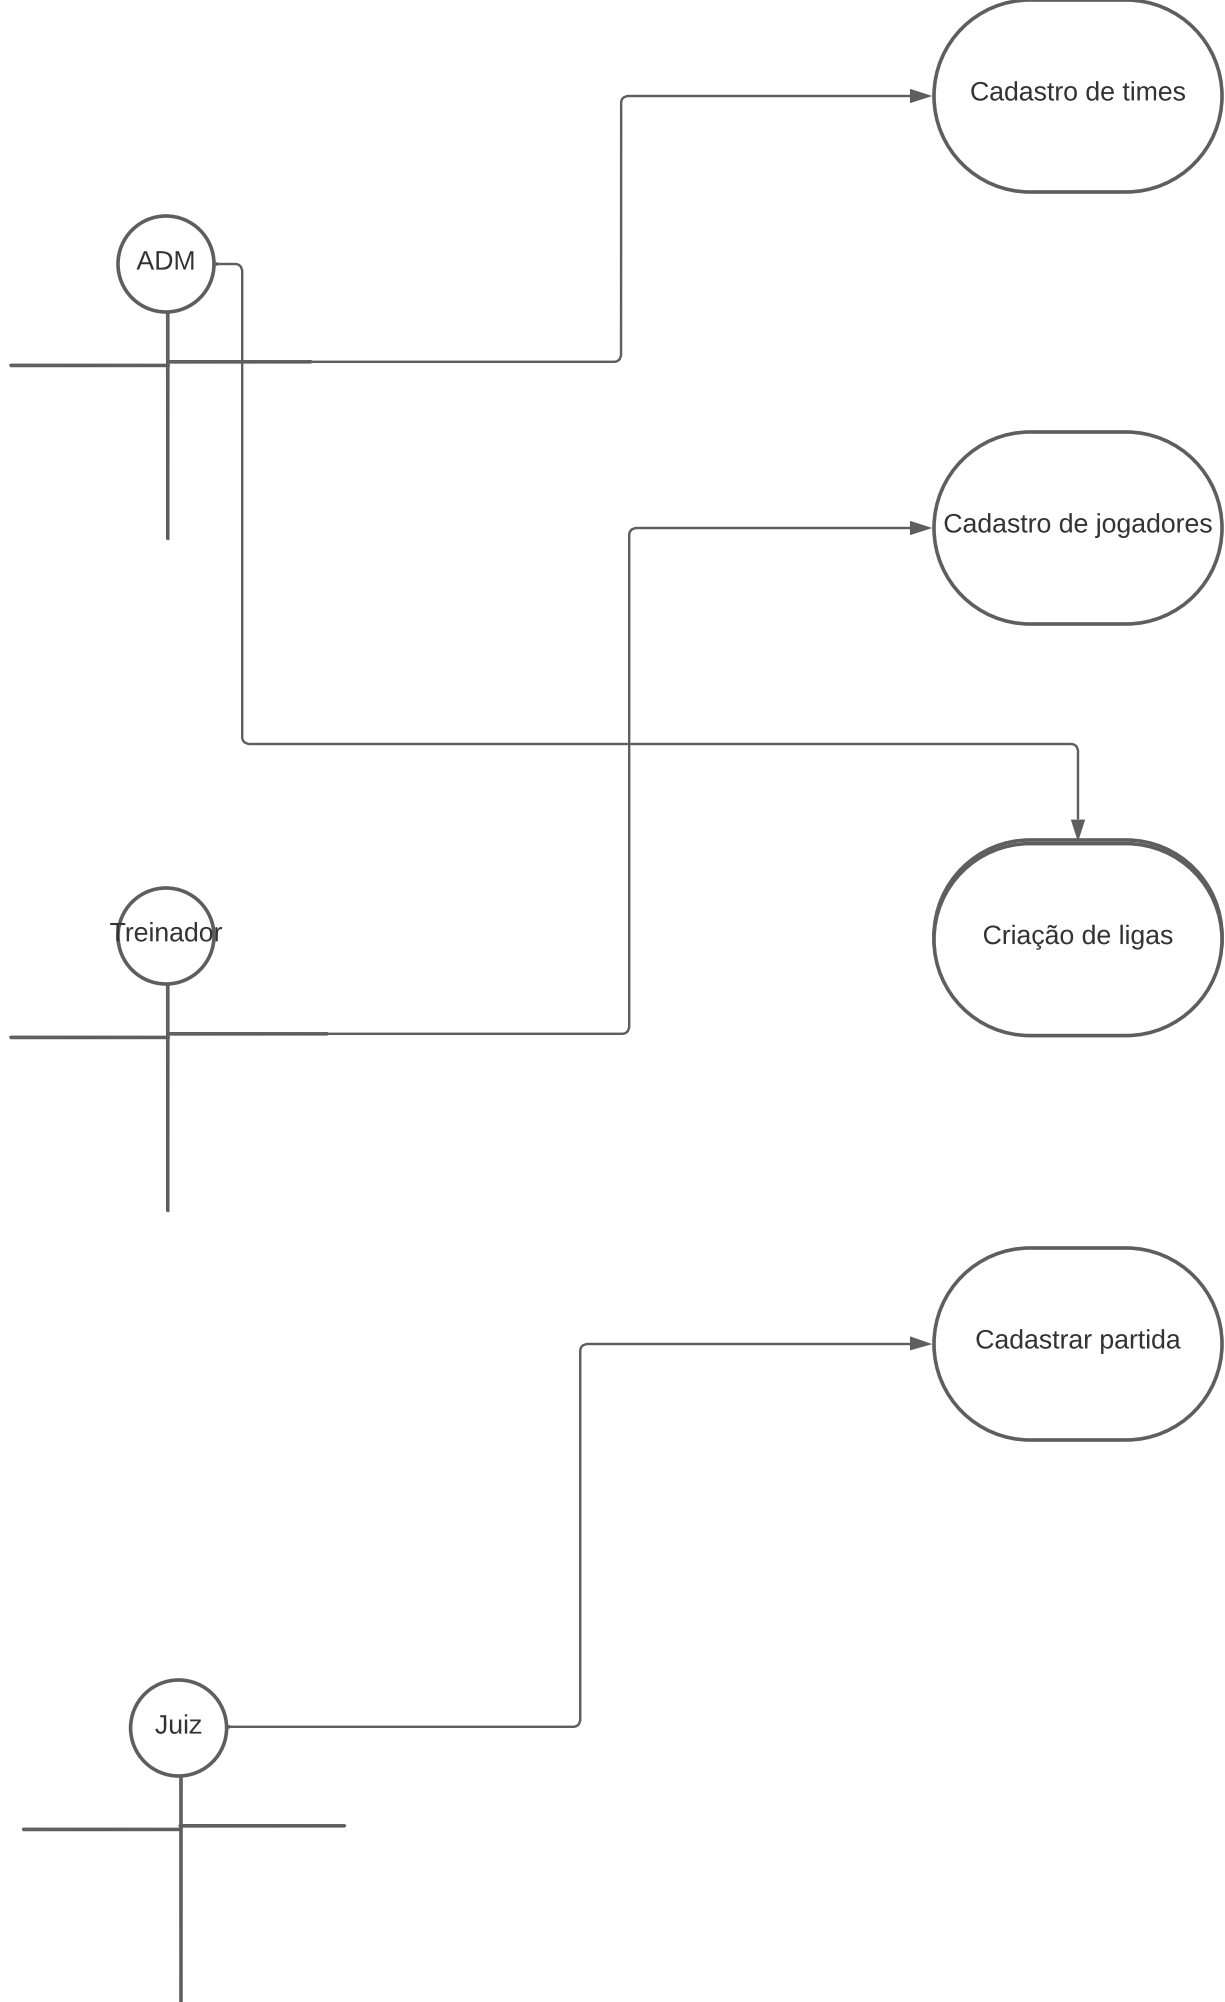 Cadastro de times
ADM
Cadastro de jogadores
Treinador
Criação de ligas
Cadastrar partida
Juiz